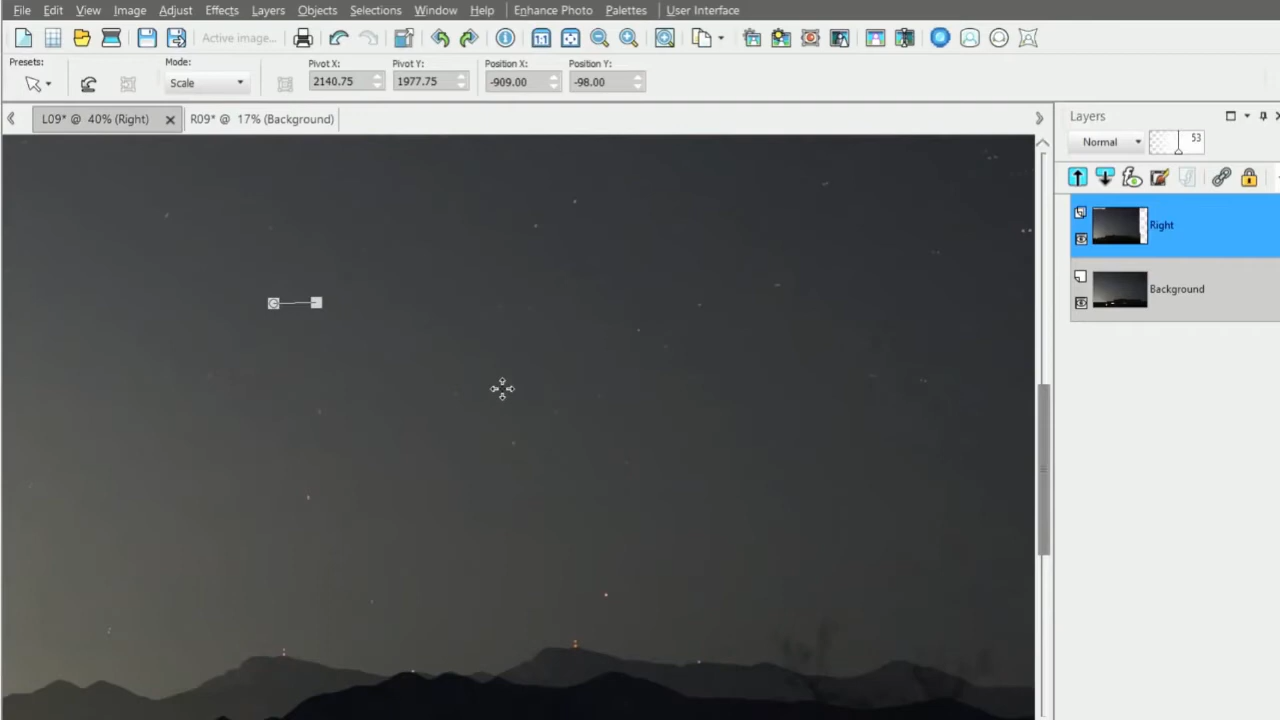 File Edit View Image Adjust Effects Layers Objects Selections Window Help Enhance Photo Palettes User Interface
Active image...
Presets: Mode: Pivot X: Pivot Y: Position X: Position Y:
Scale 2140.75 1977.75 -909.00 -98.00
L09* @ 40% (Right) R09* @ 17% (Background)
Layers
Normal 53
Right
Background